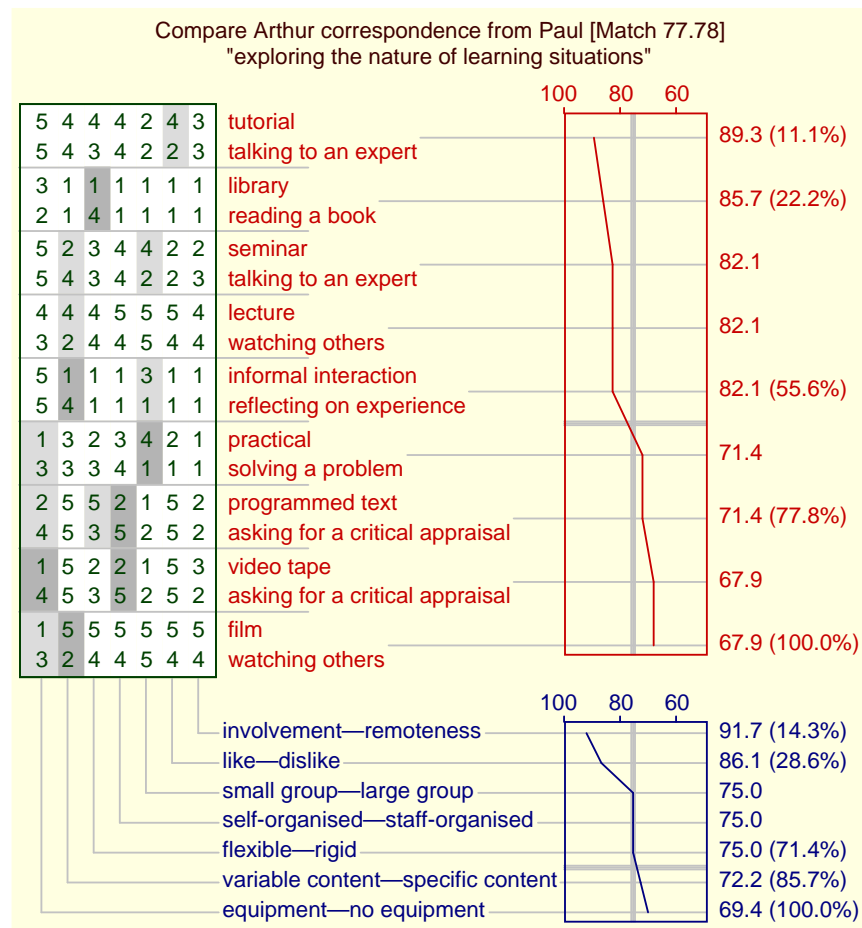 Compare Arthur correspondence from Paul [Match 77.78]
"exploring the nature of learning situations"
100 80 60
5 4 4 4 2 4 3 tutorial 89.3 (11.1%)
5 4 3 4 2 2 3 talking to an expert
3 1 1 1 1 1 1 library 85.7 (22.2%)
2 1 4 1 1 1 1 reading a book
5 2 3 4 4 2 2 seminar 82.1
5 4 3 4 2 2 3 talking to an expert
4 4 4 5 5 5 4 lecture 82.1
3 2 4 4 5 4 4 watching others
5 1 1 1 3 1 1 informal interaction 82.1 (55.6%)
5 4 1 1 1 1 1 reflecting on experience
1 3 2 3 4 2 1 practical 71.4
3 3 3 4 1 1 1 solving a problem
2 5 5 2 1 5 2 programmed text 71.4 (77.8%)
4 5 3 5 2 5 2 asking for a critical appraisal
1 5 2 2 1 5 3 video tape 67.9
4 5 3 5 2 5 2 asking for a critical appraisal
1 5 5 5 5 5 5 film 67.9 (100.0%)
3 2 4 4 5 4 4 watching others
100 80 60
involvement—remoteness 91.7 (14.3%)
like—dislike 86.1 (28.6%)
small group—large group 75.0
self-organised—staff-organised 75.0
flexible—rigid 75.0 (71.4%)
variable content—specific content 72.2 (85.7%)
equipment—no equipment 69.4 (100.0%)